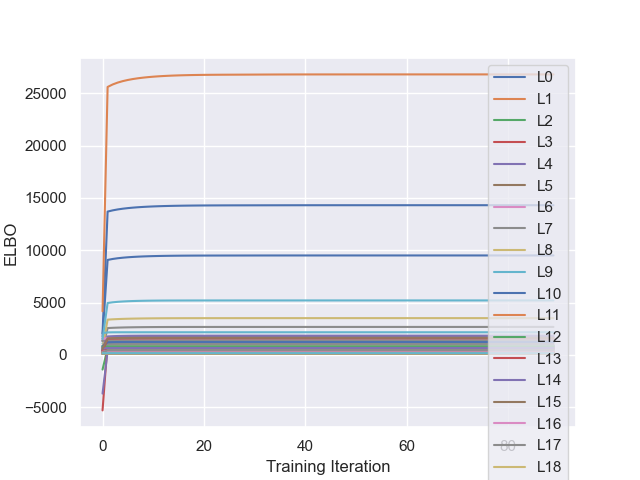 ELBO
25000
20000
15000
10000
5000
0
−5000
0
20
40
60
80
Training Iteration
L0
L1
L2
L3
L4
L5
L6
L7
L8
L9
L10
L11
L12
L13
L14
L15
L16
L17
L18